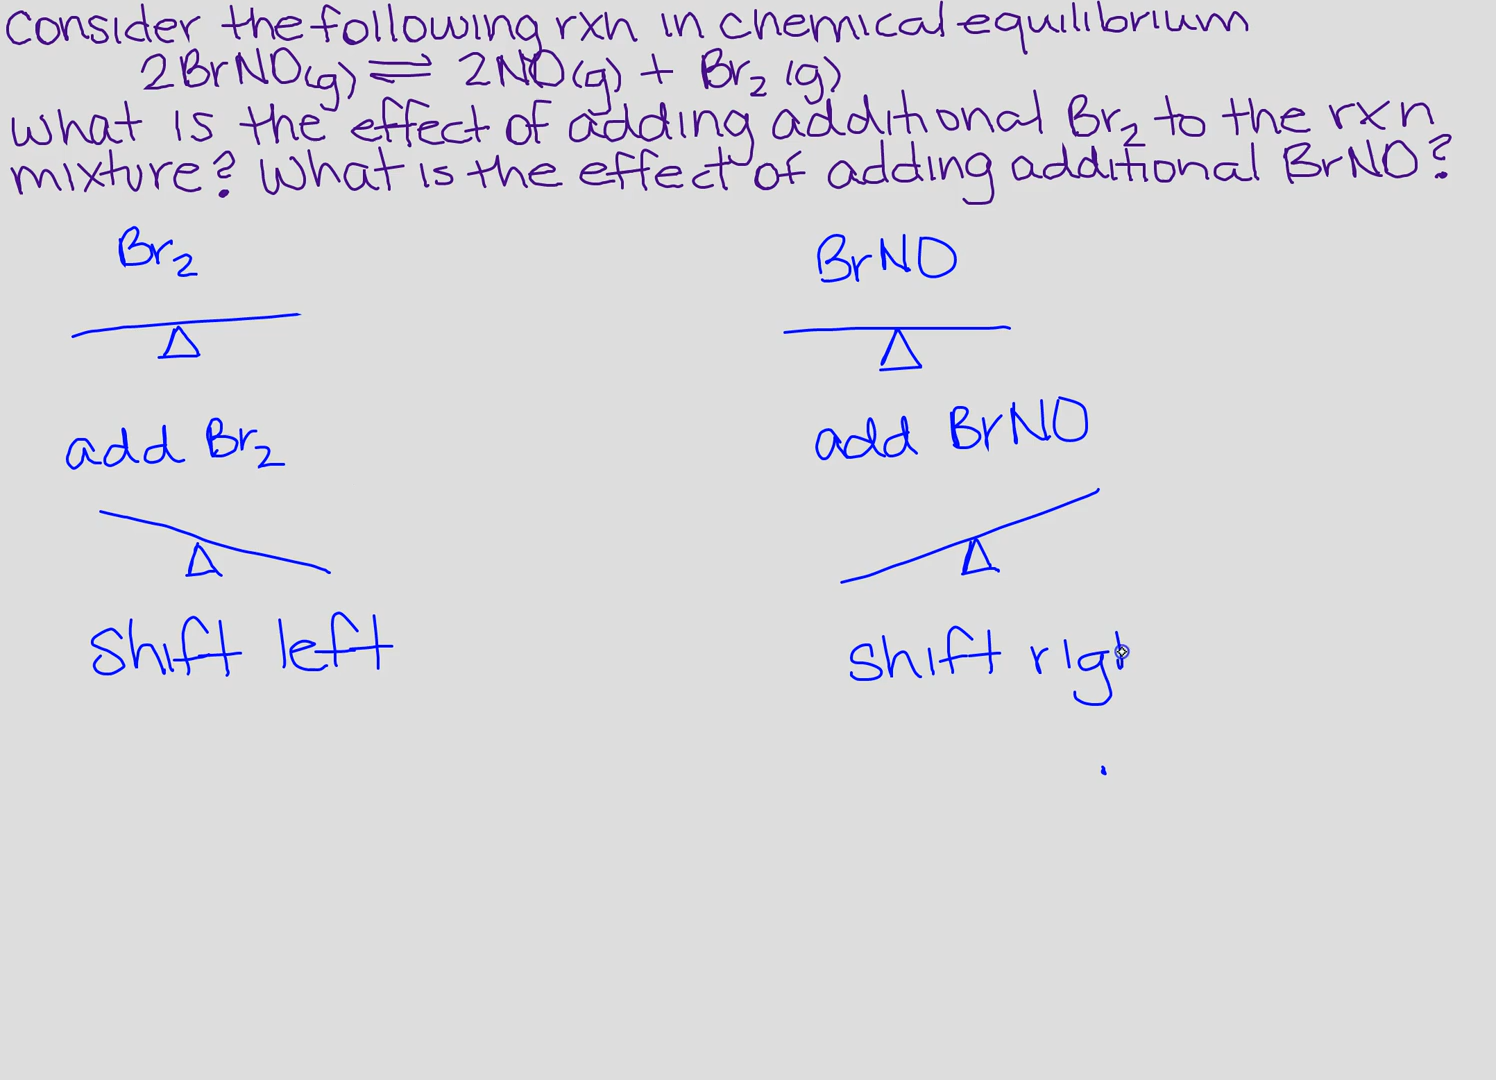 Consider the following rxn in chemical equilibrium
2BrNO(g) ⇌ 2NO(g) + Br₂ (g)
What is the effect of adding additional Br₂ to the rxn
mixture? What is the effect of adding additional BrNO?
Br₂
BrNO
add Br₂
add BrNO
Shift left
Shift righ